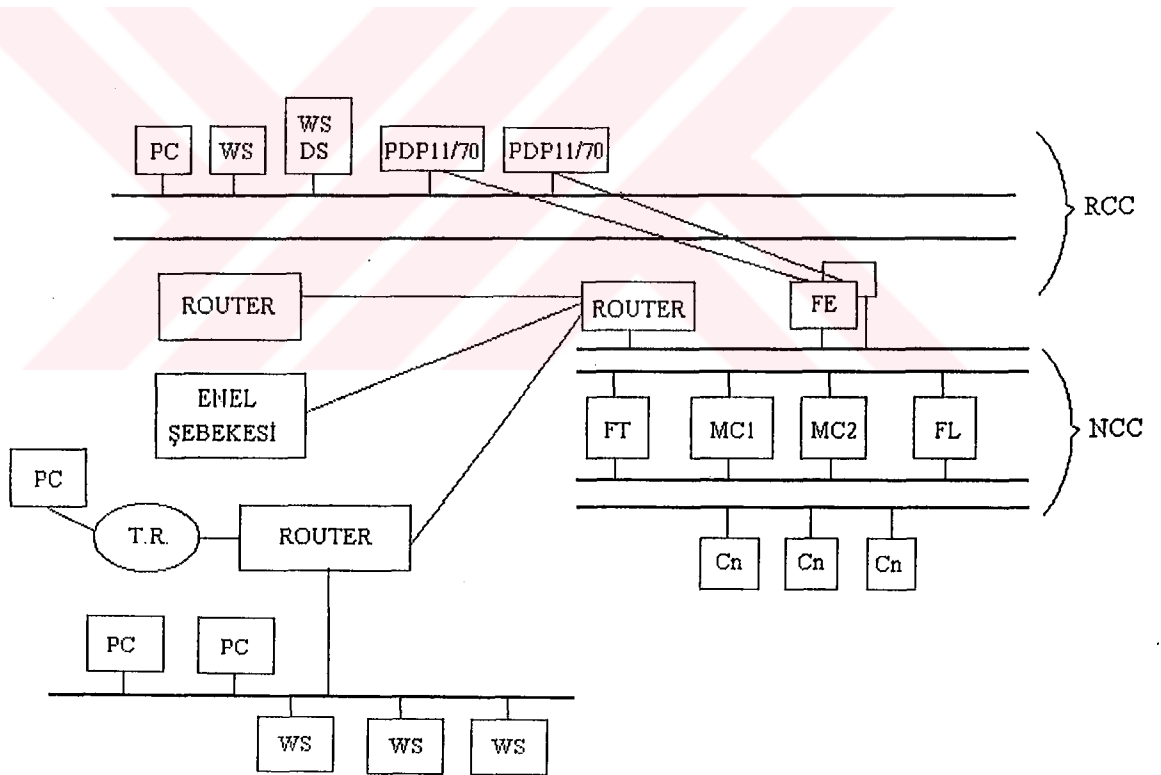 WS
DS
PC
WS
PDP11/70
PDP11/70
RCC
ROUTER
ROUTER
FE
ENEL
ŞEBEKESİ
FT
MC1
MC2
FL
NCC
PC
T.R.
ROUTER
Cn
Cn
Cn
PC
PC
WS
WS
WS